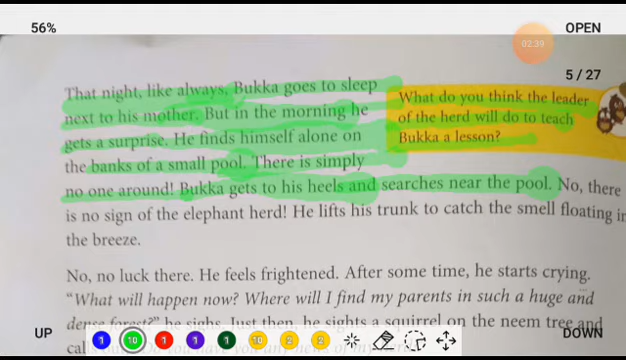 56%
OPEN
02:39
5 / 27
That night, like always, Bukka goes to sleep
next to his mother. But in the morning he
gets a surprise. He finds himself alone on
the banks of a small pool. There is simply
no one around! Bukka gets to his heels and searches near the pool. No, there
is no sign of the elephant herd! He lifts his trunk to catch the smell floating in
the breeze.
What do you think the leader
of the herd will do to teach
Bukka a lesson?
No, no luck there. He feels frightened. After some time, he starts crying.
“What will happen now? Where will I find my parents in such a huge and
dense forest?” he sighs. Just then, he sights a squirrel on the neem tree and
UP
DOWN
1
10
1
1
1
10
2
2